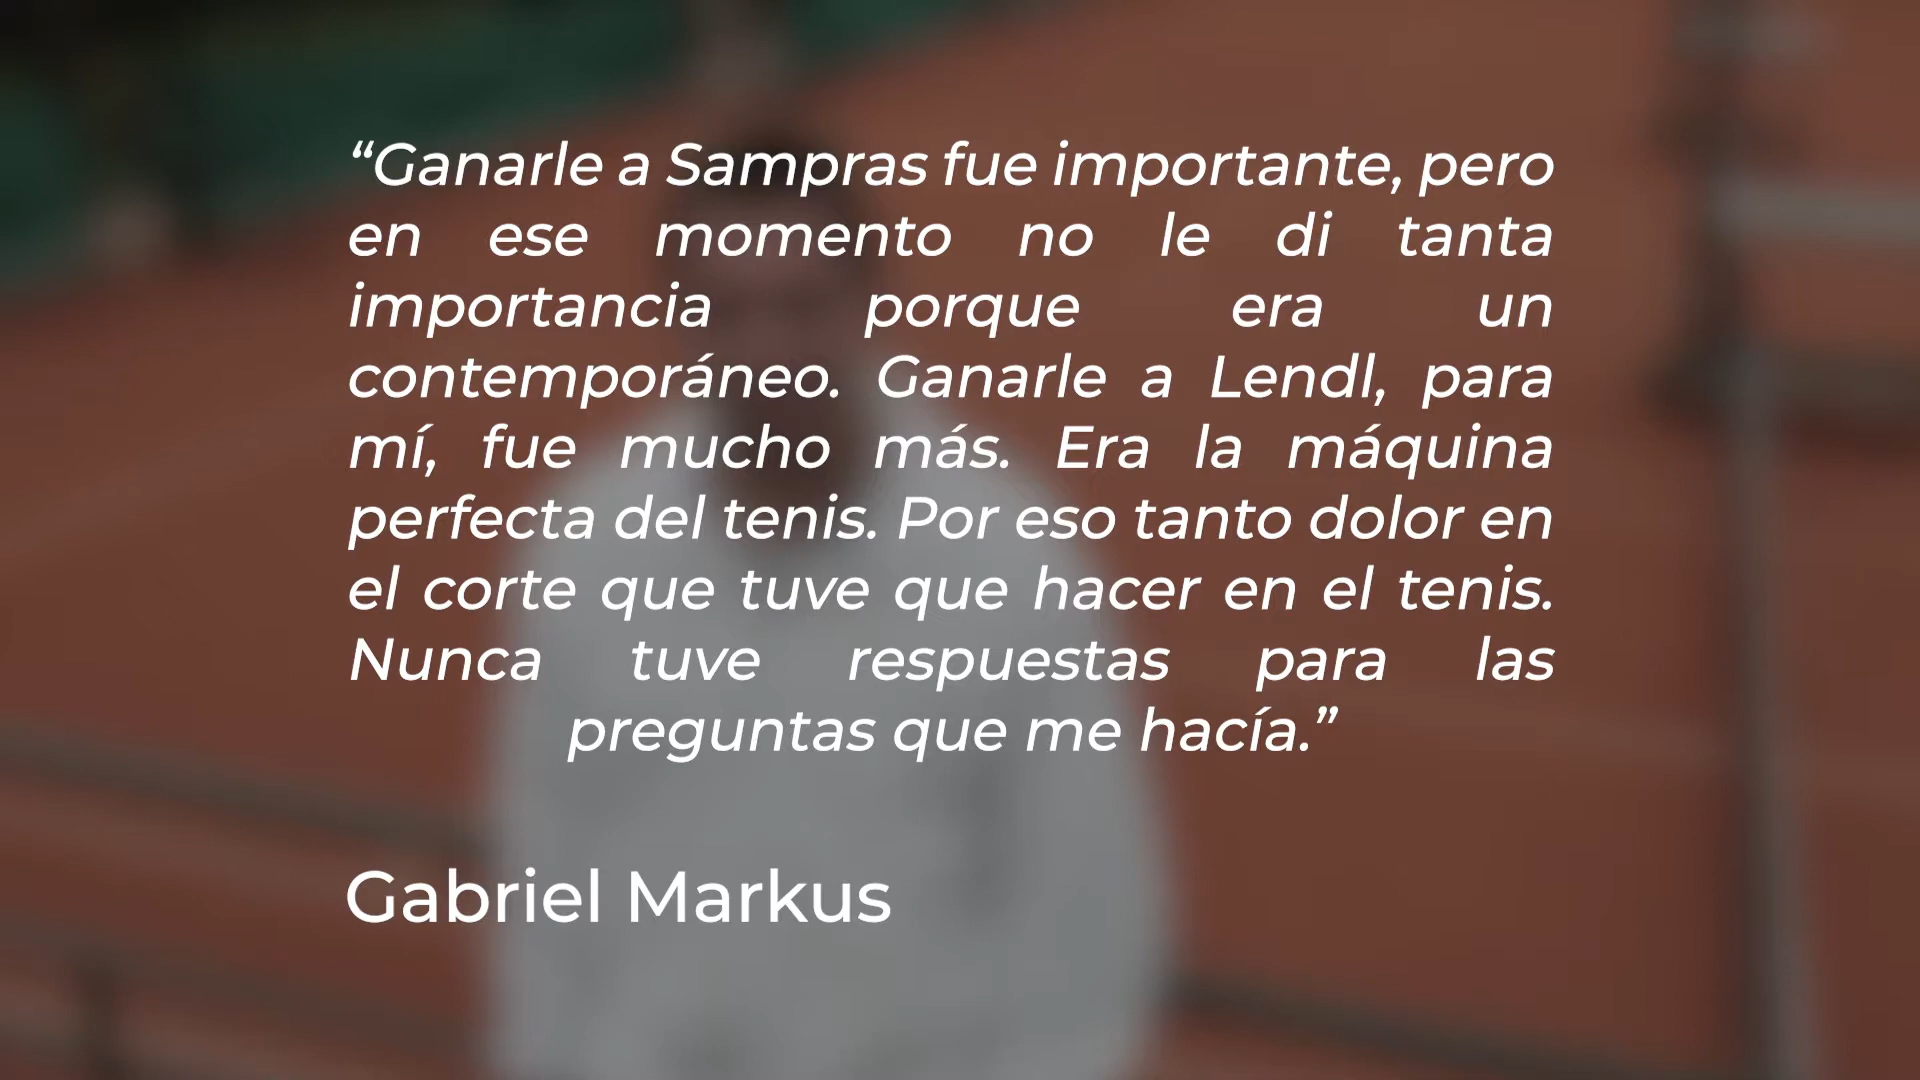 “Ganarle a Sampras fue importante, pero
en ese momento no le di tanta
importancia porque era un
contemporáneo. Ganarle a Lendl, para
mí, fue mucho más. Era la máquina
perfecta del tenis. Por eso tanto dolor en
el corte que tuve que hacer en el tenis.
Nunca tuve respuestas para las
preguntas que me hacía.”
Gabriel Markus